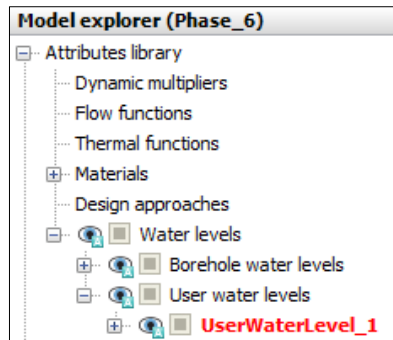 Model explorer (Phase_6)
Attributes library
Dynamic multipliers
Flow functions
Thermal functions
Materials
Design approaches
Water levels
Borehole water levels
User water levels
UserWaterLevel_1